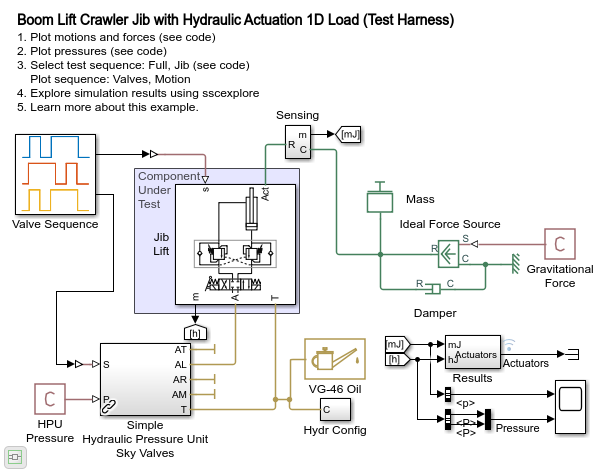 Boom Lift Crawler Jib with Hydraulic Actuation 1D Load (Test Harness)
1. Plot motions and forces (see code)
2. Plot pressures (see code)
3. Select test sequence: Full, Jib (see code)
Plot sequence: Valves, Motion
4. Explore simulation results using sscexplore
5. Learn more about this example.
Sensing
m
R
C
[mJ]
Component
Under
Test
s
Act
Valve Sequence
Mass
Jib
Lift
Ideal Force Source
S
R
C
C
Gravitational
Force
R
C
m
A
T
Damper
[h]
[mJ]
[h]
mJ
hJ
Actuators
Actuators
Results
S
AT
AL
AR
AM
T
P
C
HPU
Pressure
Simple
Hydraulic Pressure Unit
Sky Valves
VG-46 Oil
C
Hydr Config
<p>
<P>
<P>
Pressure